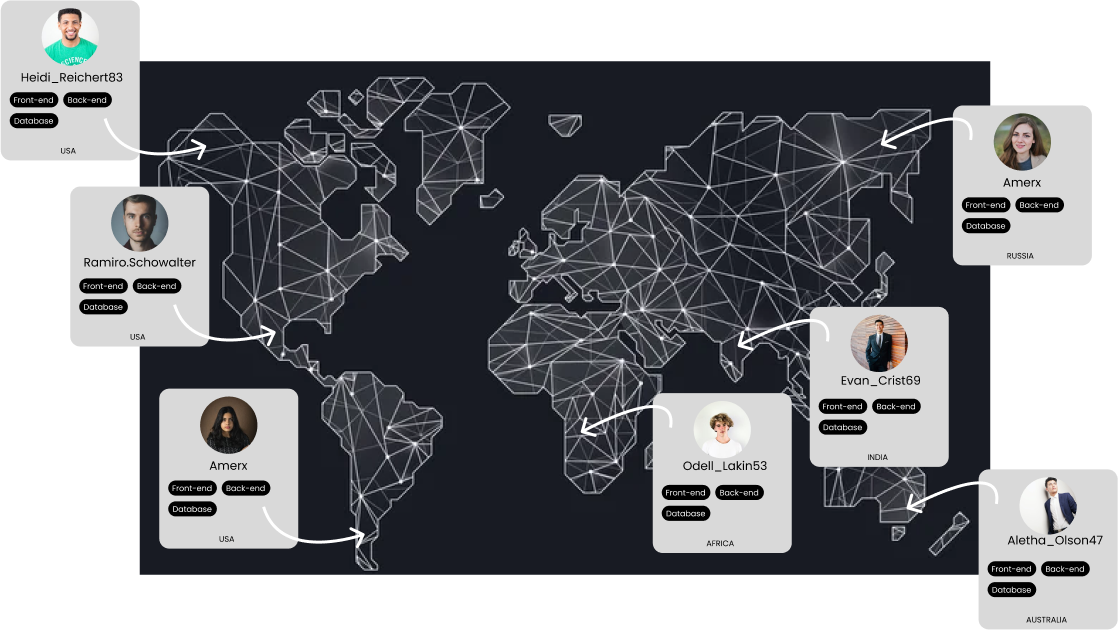 SCIENCE
Heidi_Reichert83
Front-end Back-end
Database
USA
Ramiro.Schowalter
Front-end Back-end
Database
USA
Amerx
Front-end Back-end
Database
USA
Amerx
Front-end Back-end
Database
RUSSIA
Evan_Crist69
Front-end Back-end
Database
INDIA
Odell_Lakin53
Front-end Back-end
Database
AFRICA
Aletha_Olson47
Front-end Back-end
Database
AUSTRALIA